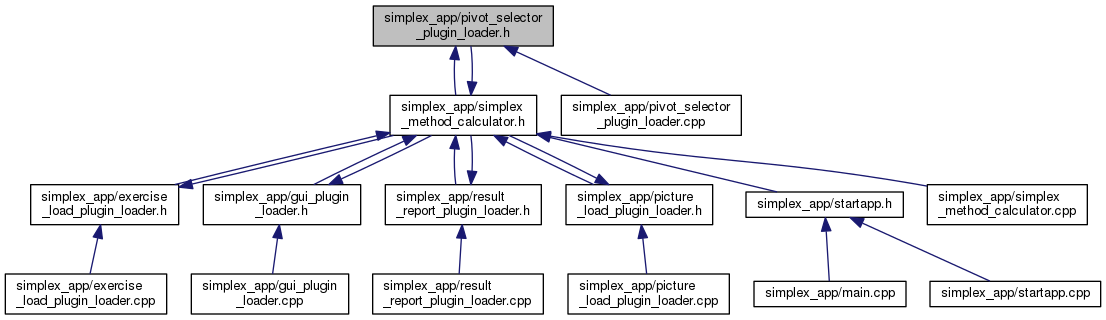 simplex_app/pivot_selector
_plugin_loader.h
simplex_app/simplex
_method_calculator.h
simplex_app/pivot_selector
_plugin_loader.cpp
simplex_app/exercise
_load_plugin_loader.h
simplex_app/gui_plugin
_loader.h
simplex_app/result
_report_plugin_loader.h
simplex_app/picture
_load_plugin_loader.h
simplex_app/startapp.h
simplex_app/simplex
_method_calculator.cpp
simplex_app/exercise
_load_plugin_loader.cpp
simplex_app/gui_plugin
_loader.cpp
simplex_app/result
_report_plugin_loader.cpp
simplex_app/picture
_load_plugin_loader.cpp
simplex_app/main.cpp
simplex_app/startapp.cpp